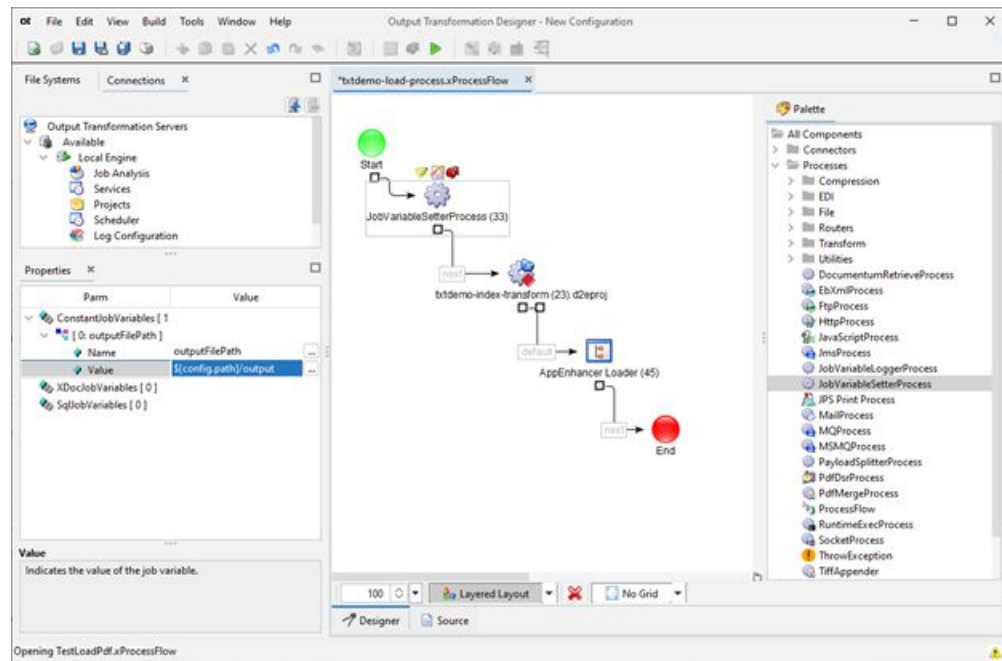 ot File Edit View Build Tools Window Help Output Transformation Designer - New Configuration
File Systems Connections
Output Transformation Servers
Available
Local Engine
Job Analysis
Services
Projects
Scheduler
Log Configuration
Properties
Parm Value
ConstantJobVariables [ 1
[ 0: outputFilePath ]
Name outputFilePath ...
Value ${config.path}/output ...
XDocJobVariables [ 0 ]
SqlJobVariables [ 0 ]
Value
Indicates the value of the job variable.
*txtdemo-load-process.xProcessFlow
Start
JobVariableSetterProcess (33)
next
txtdemo-index-transform (23).d2eproj
default
AppEnhancer Loader (45)
next
End
100 Layered Layout No Grid
Designer Source
Palette
All Components
Connectors
Processes
Compression
EDI
File
Routers
Transform
Utilities
DocumentumRetrieveProcess
EbXmlProcess
FtpProcess
HttpProcess
JavaScriptProcess
JmsProcess
JobVariableLoggerProcess
JobVariableSetterProcess
JPS Print Process
MailProcess
MQProcess
MSMQProcess
PayloadSplitterProcess
PdfDsrProcess
PdfMergeProcess
ProcessFlow
RuntimeExecProcess
SocketProcess
ThrowException
TiffAppender
Opening TestLoadPdf.xProcessFlow